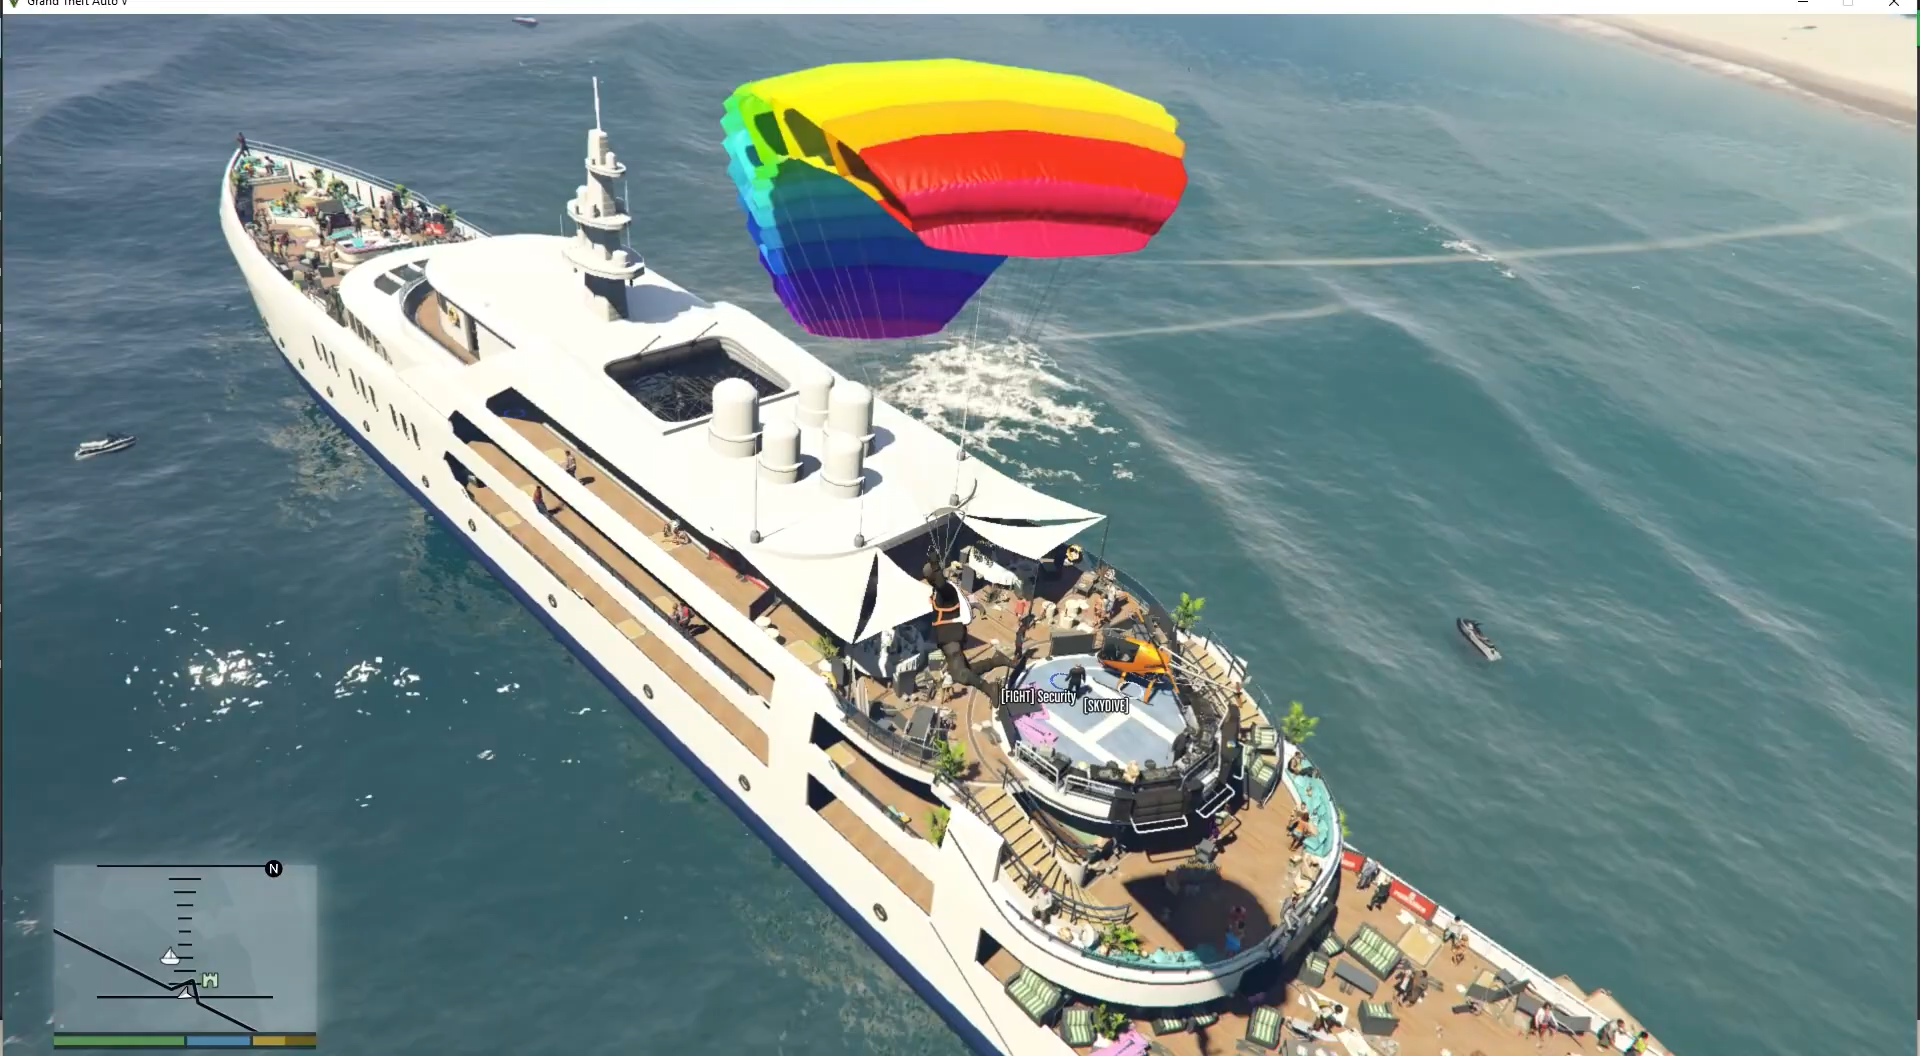 Grand Theft Auto V
[FIGHT] Security
[SKYDIVE]
N